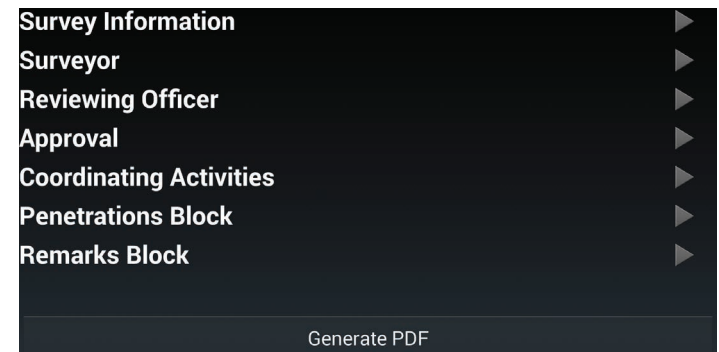 Survey Information
Surveyor
Reviewing Officer
Approval
Coordinating Activities
Penetrations Block
Remarks Block
Generate PDF